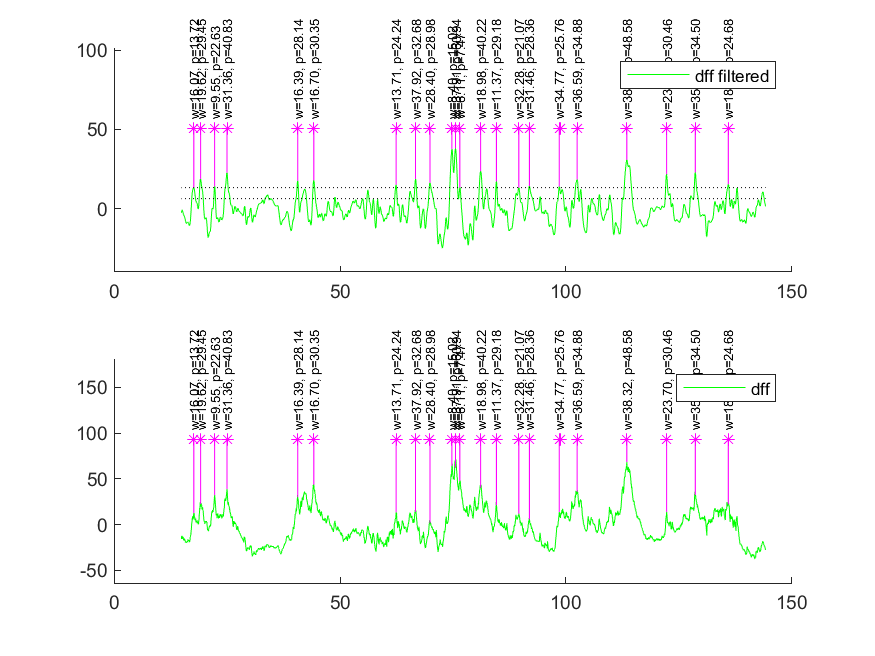 100
50
0
0
50
100
150
dff filtered
w=16.07, p=13.72
w=19.62, p=29.45
w=9.55, p=22.63
w=31.36, p=40.83
w=16.39, p=28.14
w=16.70, p=30.35
w=13.71, p=24.24
w=37.92, p=32.68
w=28.40, p=28.98
w=18.98, p=40.22
w=11.37, p=29.18
w=32.28, p=21.07
w=31.46, p=28.36
w=34.77, p=25.76
w=36.59, p=34.88
p=48.58
p=30.46
p=34.50
p=24.68
150
100
50
0
-50
0
50
100
150
dff
w=16.07, p=13.72
w=19.62, p=29.45
w=9.55, p=22.63
w=31.36, p=40.83
w=16.39, p=28.14
w=16.70, p=30.35
w=13.71, p=24.24
w=37.92, p=32.68
w=28.40, p=28.98
w=18.98, p=40.22
w=11.37, p=29.18
w=32.28, p=21.07
w=31.46, p=28.36
w=34.77, p=25.76
w=36.59, p=34.88
w=38.32, p=48.58
w=23.70, p=30.46
p=34.50
p=24.68